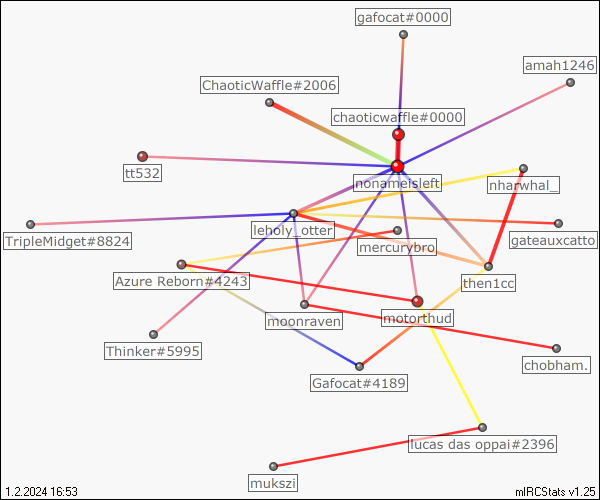 gafocat#0000
amah1246
ChaoticWaffle#2006
chaoticwaffle#0000
tt532
nonameisleft
nharwhal_
leholy_otter
TripleMidget#8824
mercurybro_
gateauxcatto
Azure Reborn#4243
then1cc
moonraven
motorthud
Thinker#5995
chobham.
Gafocat#4189
lucas das oppai#2396
mukszi
1.2.2024 16:53
mIRCStats v1.25